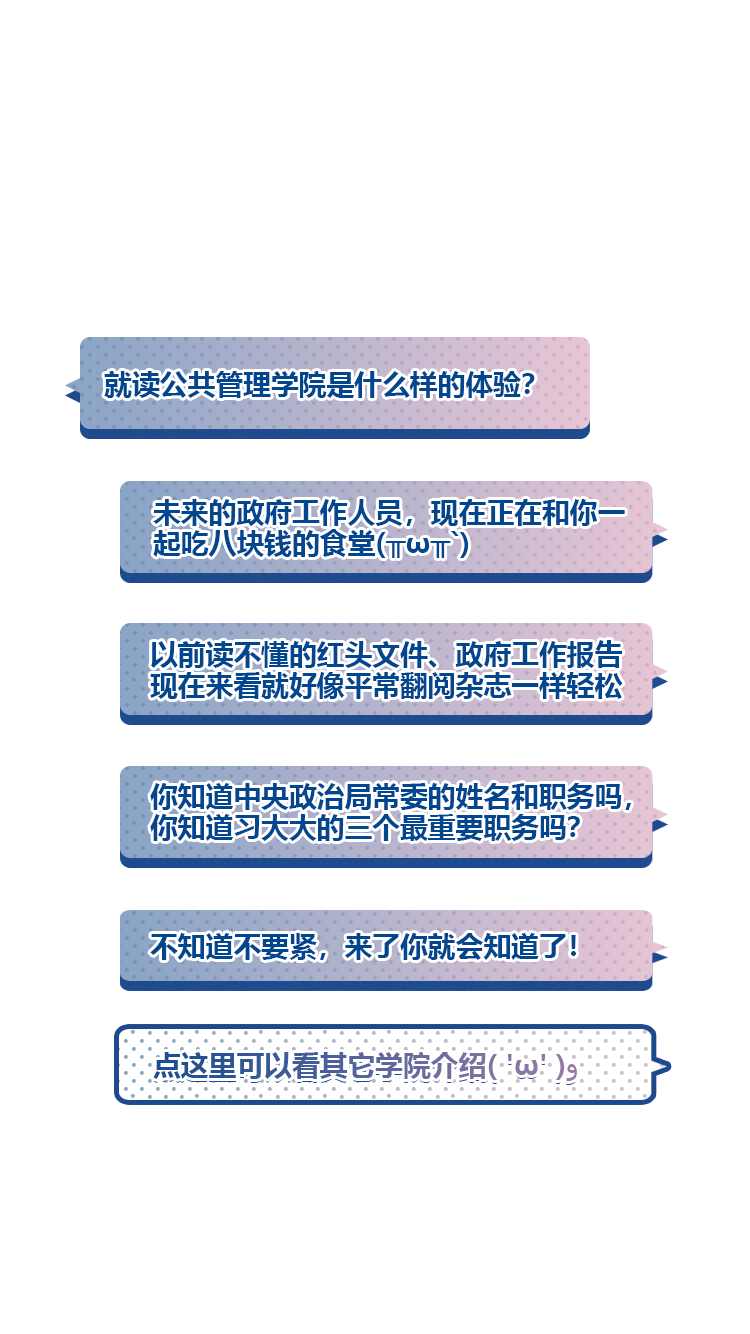 就读公共管理学院是什么样的体验？
未来的政府工作人员，现在正在和你一
起吃八块钱的食堂(╥ω╥`)
以前读不懂的红头文件、政府工作报告
现在来看就好像平常翻阅杂志一样轻松
你知道中央政治局常委的姓名和职务吗，
你知道习大大的三个最重要职务吗？
不知道不要紧，来了你就会知道了！
点这里可以看其它学院介绍( 'ω' )و